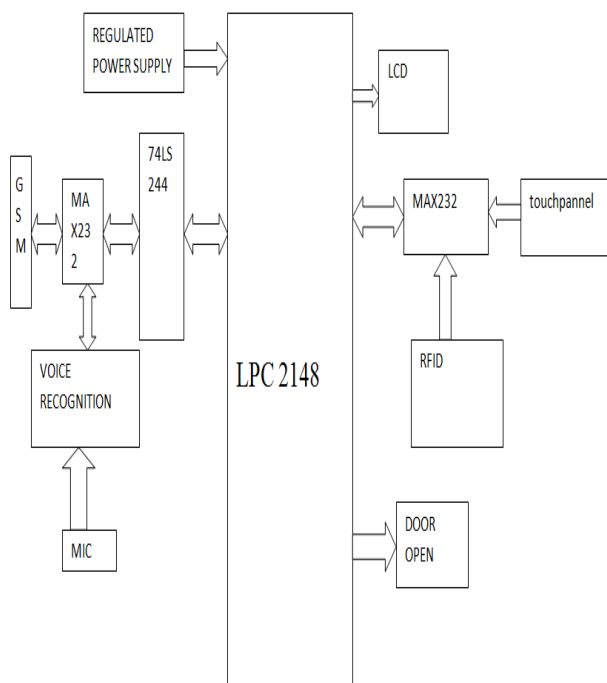 REGULATED
POWER SUPPLY
LCD
74LS
244
G
S
M
MA
X23
2
MAX232
touchpannel
VOICE
RECOGNITION
LPC 2148
RFID
MIC
DOOR
OPEN